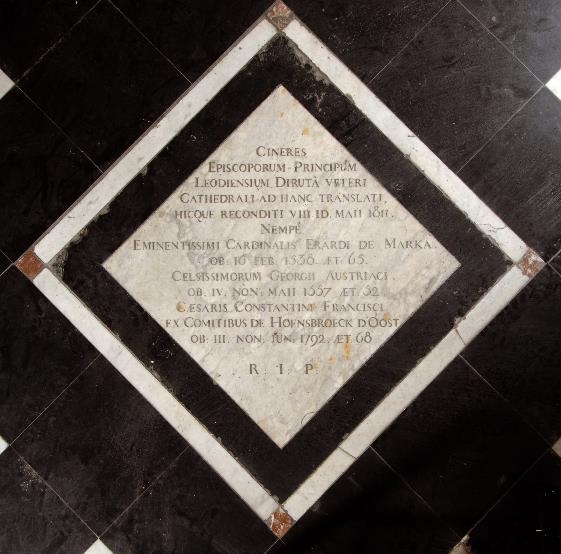 CINERES
EPISCOPORUM-PRINCIPUM
LEODIENSIUM DIRUTÂ VETERI
CATHEDRALI AD HANC TRANSLATI,
HICQUE RECONDITI VIII ID. MAII 1811.
NEMPÈ
EMINENTISSIMI CARDINALIS ERARDI DE MARKA.
OB. 16 FEB. 1538. ÆT 65.
CELSISSIMORUM GEORGII AUSTRIACI.
OB. IV. NON. MAII 1557 ÆT. 52.
CÆSARIS CONSTANTINI FRANCISCI
EX COMITIBUS DE HOENSBROECK D'OOST
OB. III. NON. JUN. 1792. ÆT. 68
R. I. P.